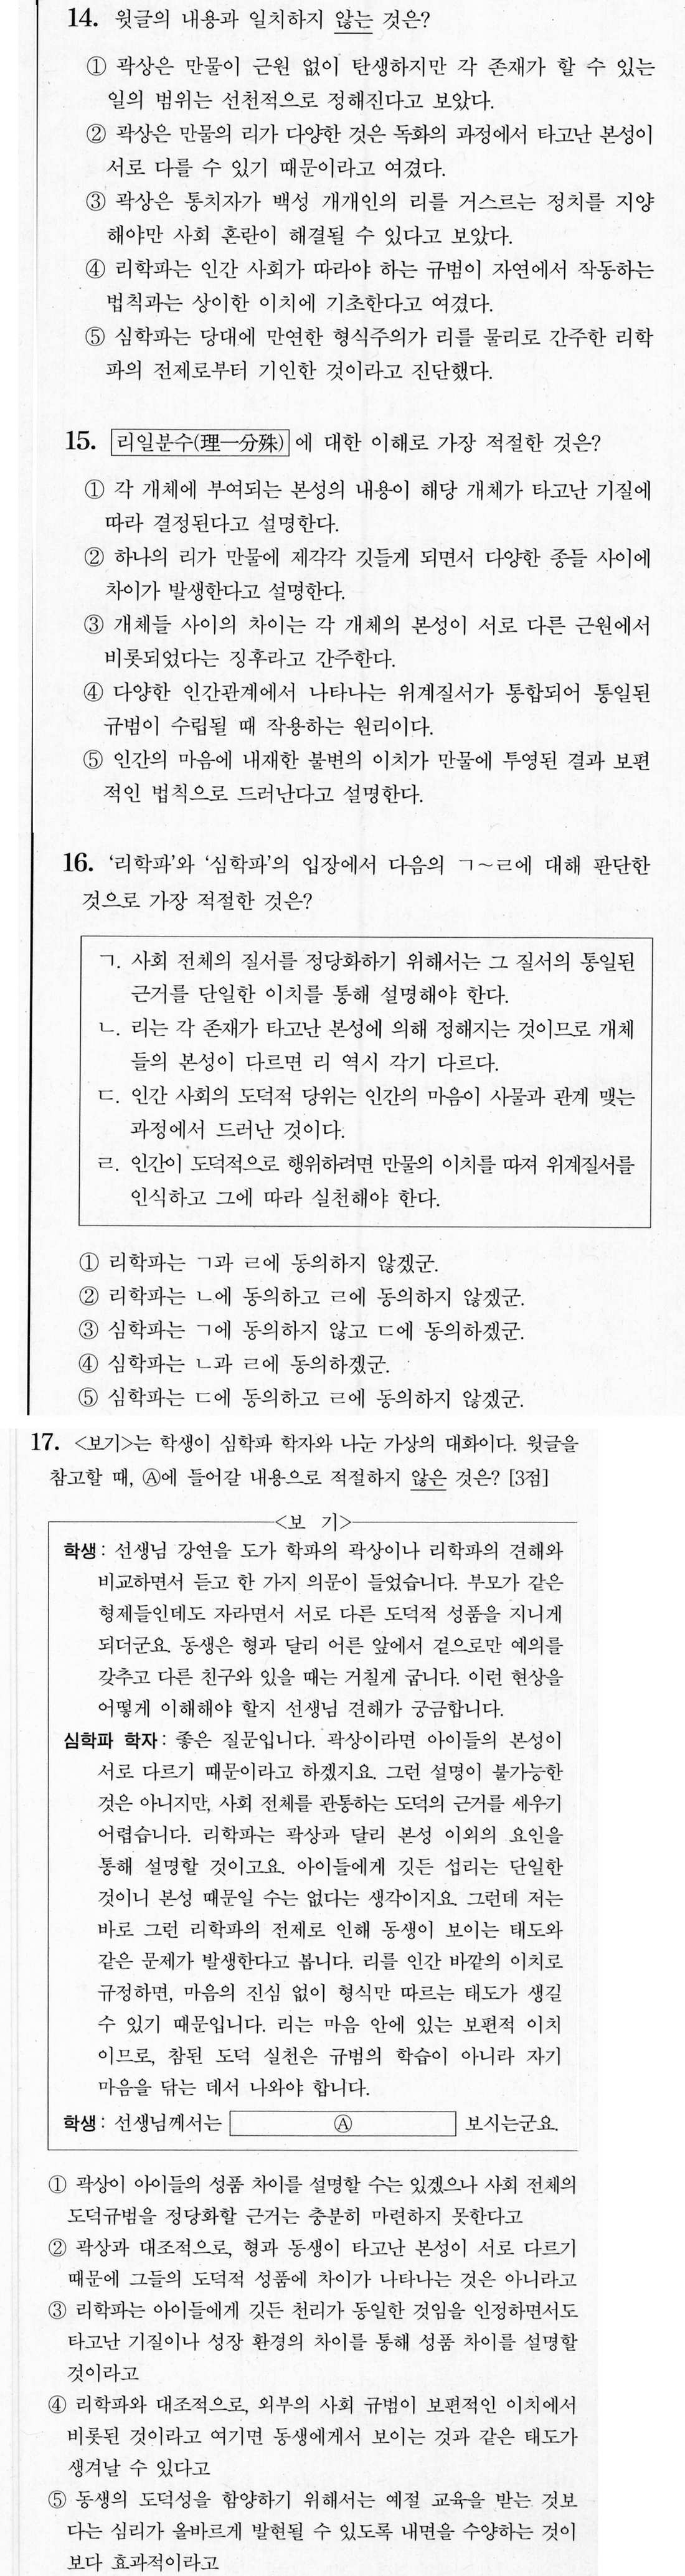 14. 윗글의 내용과 일치하지 않는 것은?
① 곽상은 만물이 근원 없이 탄생하지만 각 존재가 할 수 있는
일의 범위는 선천적으로 정해진다고 보았다.
② 곽상은 만물의 리가 다양한 것은 독화의 과정에서 타고난 본성이
서로 다를 수 있기 때문이라고 여겼다.
③ 곽상은 통치자가 백성 개개인의 리를 거스르는 정치를 지양
해야만 사회 혼란이 해결될 수 있다고 보았다.
④ 리학파는 인간 사회가 따라야 하는 규범이 자연에서 작동하는
법칙과는 상이한 이치에 기초한다고 여겼다.
⑤ 심학파는 당대에 만연한 형식주의가 리를 물리로 간주한 리학
파의 전제로부터 기인한 것이라고 진단했다.
15. 리일분수(理一分殊)에 대한 이해로 가장 적절한 것은?
① 각 개체에 부여되는 본성의 내용이 해당 개체가 타고난 기질에
따라 결정된다고 설명한다.
② 하나의 리가 만물에 제각각 깃들게 되면서 다양한 종들 사이에
차이가 발생한다고 설명한다.
③ 개체들 사이의 차이는 각 개체의 본성이 서로 다른 근원에서
비롯되었다는 징후라고 간주한다.
④ 다양한 인간관계에서 나타나는 위계질서가 통합되어 통일된
규범이 수립될 때 작용하는 원리이다.
⑤ 인간의 마음에 내재한 불변의 이치가 만물에 투영된 결과 보편
적인 법칙으로 드러난다고 설명한다.
16. ‘리학파’와 ‘심학파’의 입장에서 다음의 ㄱ~ㄹ에 대해 판단한
것으로 가장 적절한 것은?
ㄱ. 사회 전체의 질서를 정당화하기 위해서는 그 질서의 통일된
근거를 단일한 이치를 통해 설명해야 한다.
ㄴ. 리는 각 존재가 타고난 본성에 의해 정해지는 것이므로 개체
들의 본성이 다르면 리 역시 각기 다르다.
ㄷ. 인간 사회의 도덕적 당위는 인간의 마음이 사물과 관계 맺는
과정에서 드러난 것이다.
ㄹ. 인간이 도덕적으로 행위하려면 만물의 이치를 따져 위계질서를
인식하고 그에 따라 실천해야 한다.
① 리학파는 ㄱ과 ㄹ에 동의하지 않겠군.
② 리학파는 ㄴ에 동의하고 ㄹ에 동의하지 않겠군.
③ 심학파는 ㄱ에 동의하지 않고 ㄷ에 동의하겠군.
④ 심학파는 ㄴ과 ㄹ에 동의하겠군.
⑤ 심학파는 ㄷ에 동의하고 ㄹ에 동의하지 않겠군.
17. <보기>는 학생이 심학파 학자와 나눈 가상의 대화이다. 윗글을
참고할 때, Ⓐ에 들어갈 내용으로 적절하지 않은 것은? [3점]
<보 기>
학생: 선생님 강연을 도가 학파의 곽상이나 리학파의 견해와
비교하면서 듣고 한 가지 의문이 들었습니다. 부모가 같은
형제들인데도 자라면서 서로 다른 도덕적 성품을 지니게
되더군요. 동생은 형과 달리 어른 앞에서 겉으로만 예의를
갖추고 다른 친구와 있을 때는 거칠게 굽니다. 이런 현상을
어떻게 이해해야 할지 선생님 견해가 궁금합니다.
심학파 학자: 좋은 질문입니다. 곽상이라면 아이들의 본성이
서로 다르기 때문이라고 하겠지요. 그런 설명이 불가능한
것은 아니지만, 사회 전체를 관통하는 도덕의 근거를 세우기
어렵습니다. 리학파는 곽상과 달리 본성 이외의 요인을
통해 설명할 것이고요. 아이들에게 깃든 섭리는 단일한
것이니 본성 때문일 수는 없다는 생각이지요. 그런데 저는
바로 그런 리학파의 전제로 인해 동생이 보이는 태도와
같은 문제가 발생한다고 봅니다. 리를 인간 바깥의 이치로
규정하면, 마음의 진심 없이 형식만 따르는 태도가 생길
수 있기 때문입니다. 리는 마음 안에 있는 보편적 이치
이므로, 참된 도덕 실천은 규범의 학습이 아니라 자기
마음을 닦는 데서 나와야 합니다.
학생: 선생님께서는 Ⓐ 보시는군요.
① 곽상이 아이들의 성품 차이를 설명할 수는 있겠으나 사회 전체의
도덕규범을 정당화할 근거는 충분히 마련하지 못한다고
② 곽상과 대조적으로, 형과 동생이 타고난 본성이 서로 다르기
때문에 그들의 도덕적 성품에 차이가 나타나는 것은 아니라고
③ 리학파는 아이들에게 깃든 천리가 동일한 것임을 인정하면서도
타고난 기질이나 성장 환경의 차이를 통해 성품 차이를 설명할
것이라고
④ 리학파와 대조적으로, 외부의 사회 규범이 보편적인 이치에서
비롯된 것이라고 여기면 동생에게서 보이는 것과 같은 태도가
생겨날 수 있다고
⑤ 동생의 도덕성을 함양하기 위해서는 예절 교육을 받는 것보
다는 심리가 올바르게 발현될 수 있도록 내면을 수양하는 것이
보다 효과적이라고